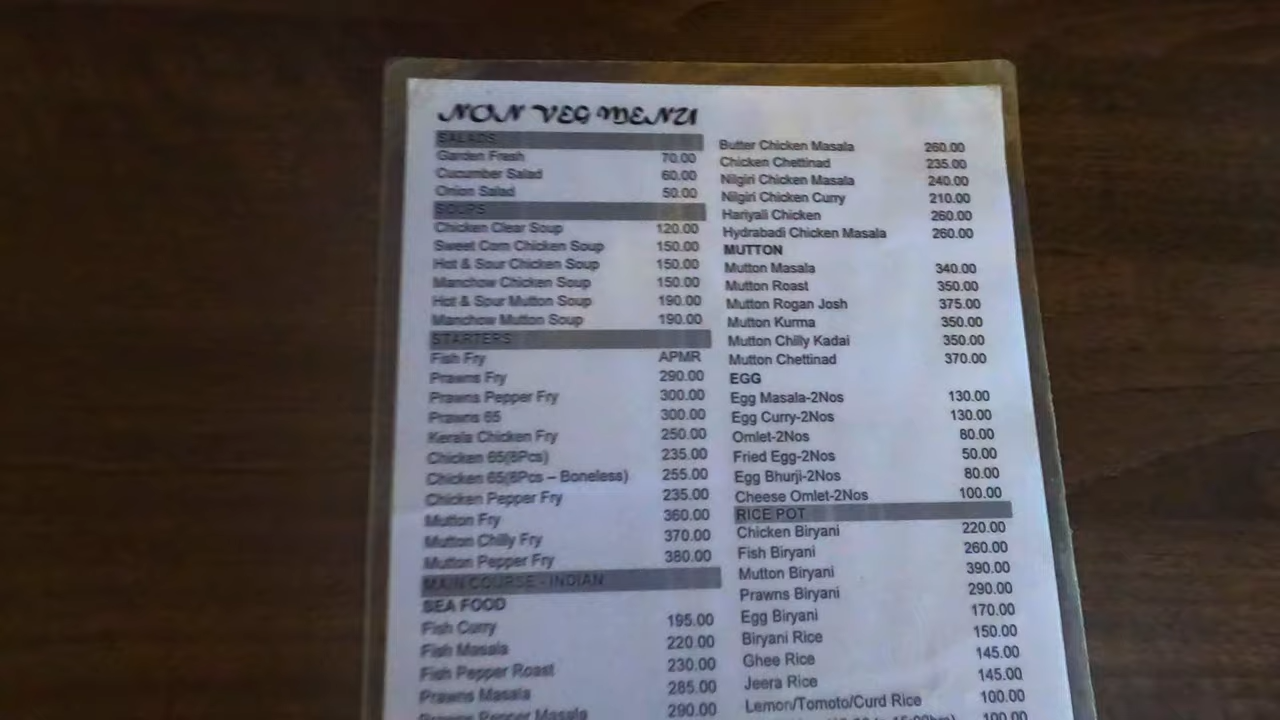 NON VEG MENU
SALADS
Garden Fresh 70.00
Cucumber Salad 60.00
Onion Salad 50.00
SOUPS
Chicken Clear Soup 120.00
Sweet Corn Chicken Soup 150.00
Hot & Sour Chicken Soup 150.00
Manchow Chicken Soup 150.00
Hot & Sour Mutton Soup 190.00
Manchow Mutton Soup 190.00
STARTERS
Fish Fry APMR
Prawns Fry 290.00
Prawns Pepper Fry 300.00
Prawns 65 300.00
Kerala Chicken Fry 250.00
Chicken 65(8Pcs) 235.00
Chicken 65(8Pcs – Boneless) 255.00
Chicken Pepper Fry 235.00
Mutton Fry 360.00
Mutton Chilly Fry 370.00
Mutton Pepper Fry 380.00
MAIN COURSE - INDIAN
SEA FOOD
Fish Curry 195.00
Fish Masala 220.00
Fish Pepper Roast 230.00
Prawns Masala 285.00
Prawns Pepper Masala 290.00
Butter Chicken Masala 260.00
Chicken Chettinad 235.00
Nilgiri Chicken Masala 240.00
Nilgiri Chicken Curry 210.00
Hariyali Chicken 260.00
Hydrabadi Chicken Masala 260.00
MUTTON
Mutton Masala 340.00
Mutton Roast 350.00
Mutton Rogan Josh 375.00
Mutton Kurma 350.00
Mutton Chilly Kadai 350.00
Mutton Chettinad 370.00
EGG
Egg Masala-2Nos 130.00
Egg Curry-2Nos 130.00
Omlet-2Nos 80.00
Fried Egg-2Nos 50.00
Egg Bhurji-2Nos 80.00
Cheese Omlet-2Nos 100.00
RICE POT
Chicken Biryani 220.00
Fish Biryani 260.00
Mutton Biryani 390.00
Prawns Biryani 290.00
Egg Biryani 170.00
Biryani Rice 150.00
Ghee Rice 145.00
Jeera Rice 145.00
Lemon/Tomoto/Curd Rice 100.00
100.00